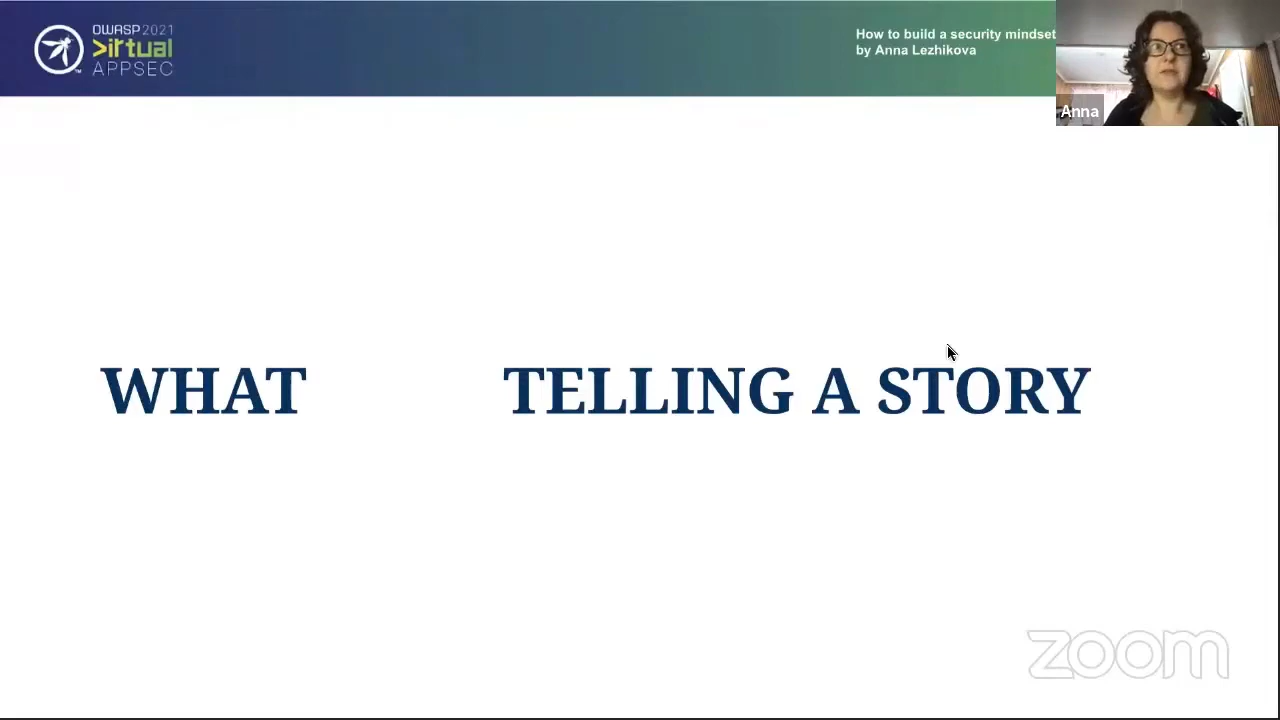 OWASP 2021
>irtual
APPSEC
How to build a security mindset
by Anna Lezhikova
Anna
WHAT TELLING A STORY
zoom